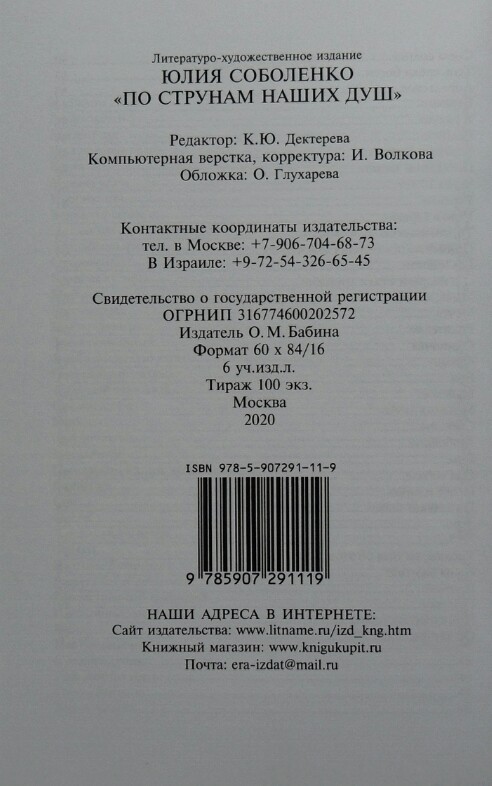 Литературо-художественное издание
ЮЛИЯ СОБОЛЕНКО
«ПО СТРУНАМ НАШИХ ДУШ»
Редактор: К.Ю. Дектерева
Компьютерная верстка, корректура: И. Волкова
Обложка: О. Глухарева
Контактные координаты издательства:
тел. в Москве: +7-906-704-68-73
В Израиле: +9-72-54-326-65-45
Свидетельство о государственной регистрации
ОГРНИП 316774600202572
Издатель О.М. Бабина
Формат 60 х 84/16
6 уч.изд.л.
Тираж 100 экз.
Москва
2020
ISBN 978-5-907291-11-9
9 785907 291119
НАШИ АДРЕСА В ИНТЕРНЕТЕ:
Сайт издательства: www.litname.ru/izd_kng.htm
Книжный магазин: www.knigukupit.ru
Почта: era-izdat@mail.ru